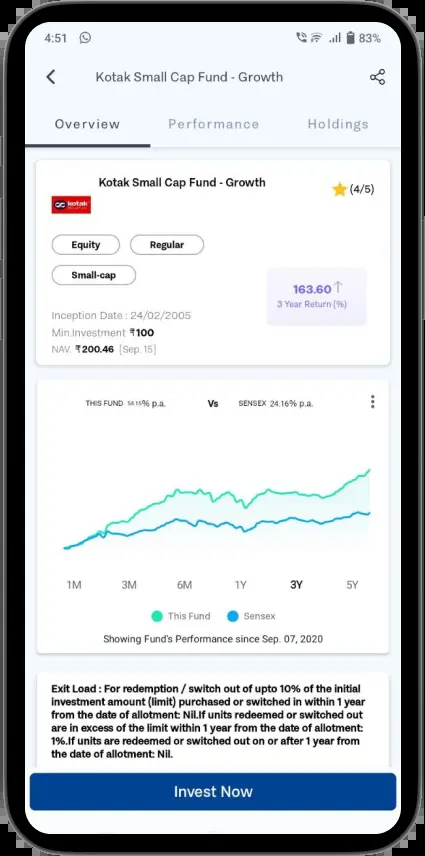 4:51 83%
Kotak Small Cap Fund - Growth
Overview Performance Holdings
Kotak Small Cap Fund - Growth
(4/5)
kotak
Equity Regular
Small-cap
163.60↑
3 Year Return (%)
Inception Date : 24/02/2005
Min.Investment ₹100
NAV. ₹200.46 [Sep. 15]
THIS FUND 54.15% p.a. Vs SENSEX 24.16% p.a.
1M 3M 6M 1Y 3Y 5Y
This Fund Sensex
Showing Fund's Performance since Sep. 07, 2020
Exit Load : For redemption / switch out of upto 10% of the initial
investment amount (limit) purchased or switched in within 1 year
from the date of allotment: Nil.If units redeemed or switched out
are in excess of the limit within 1 year from the date of allotment:
1%.If units are redeemed or switched out on or after 1 year from
the date of allotment: Nil.
Invest Now